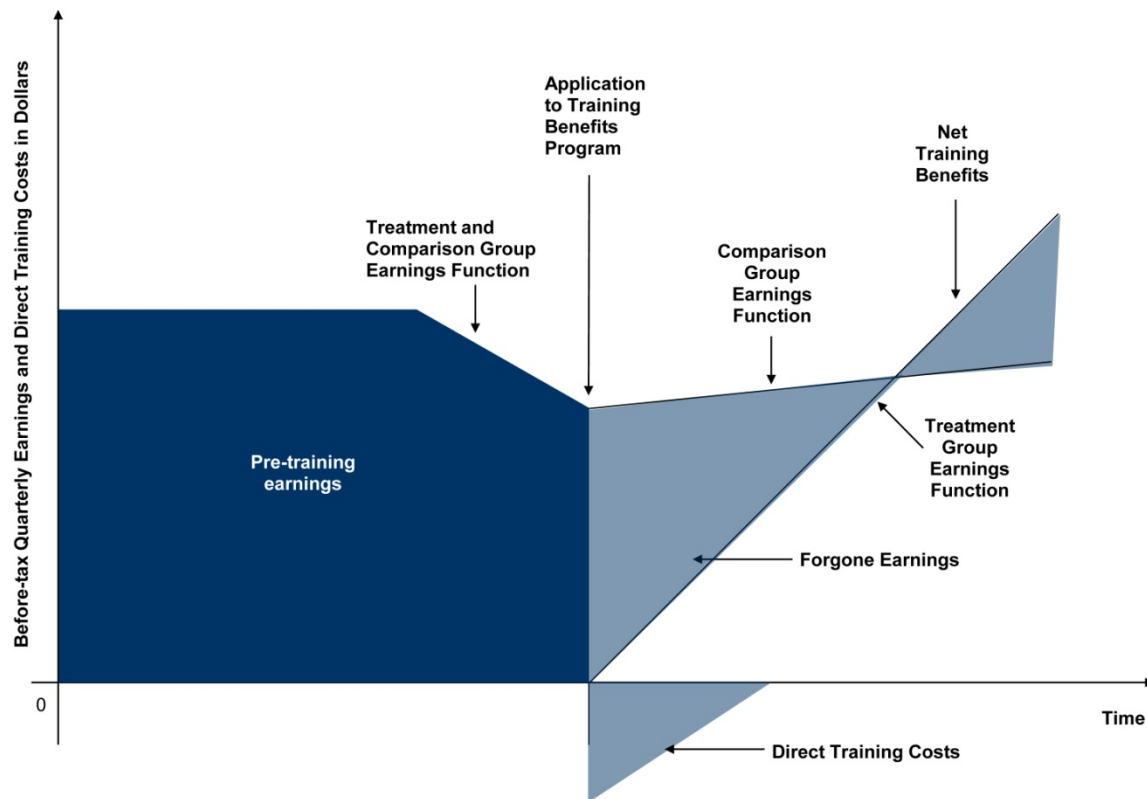 Before-tax Quarterly Earnings and Direct Training Costs in Dollars
Application
to Training
Benefits
Program
Net
Training
Benefits
Treatment and
Comparison Group
Earnings Function
Comparison
Group
Earnings
Function
Pre-training
earnings
Treatment
Group
Earnings
Function
Forgone Earnings
0
Time
Direct Training Costs